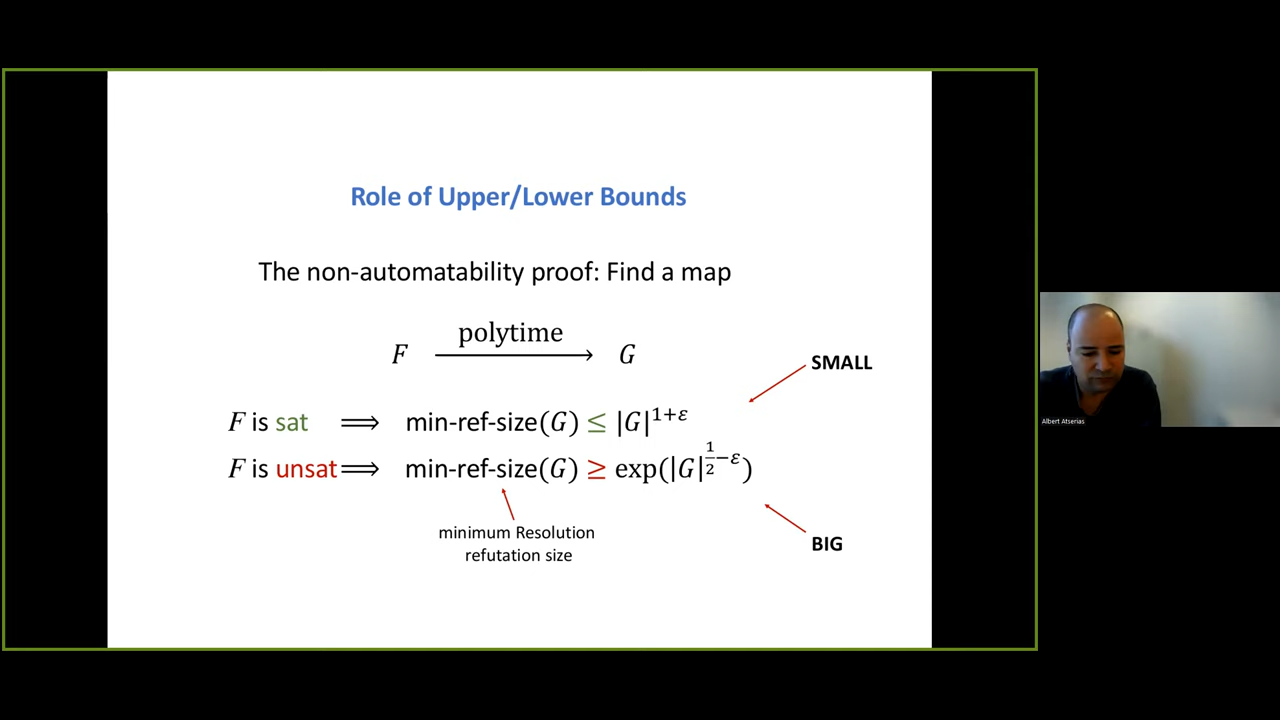 Role of Upper/Lower Bounds
The non-automatability proof: Find a map
polytime
F ⟶ G
SMALL
F is sat ⟹ min-ref-size(G) ≤ |G|^{1+ε}
F is unsat ⟹ min-ref-size(G) ≥ exp(|G|^{1/2−ε})
minimum Resolution
refutation size
BIG
Albert Atserias